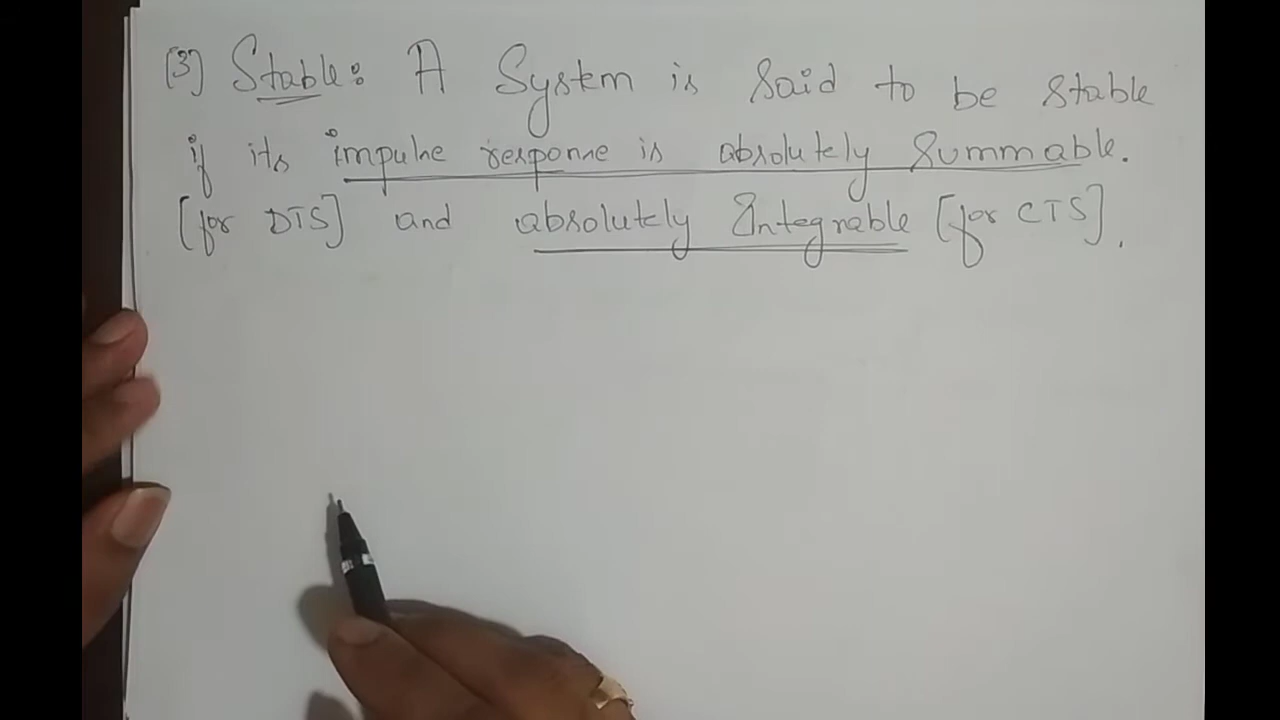 (3) Stable: A System is Said to be stable
if its impulse response is absolutely Summable.
[for DTS] and absolutely Integrable [for CTS].